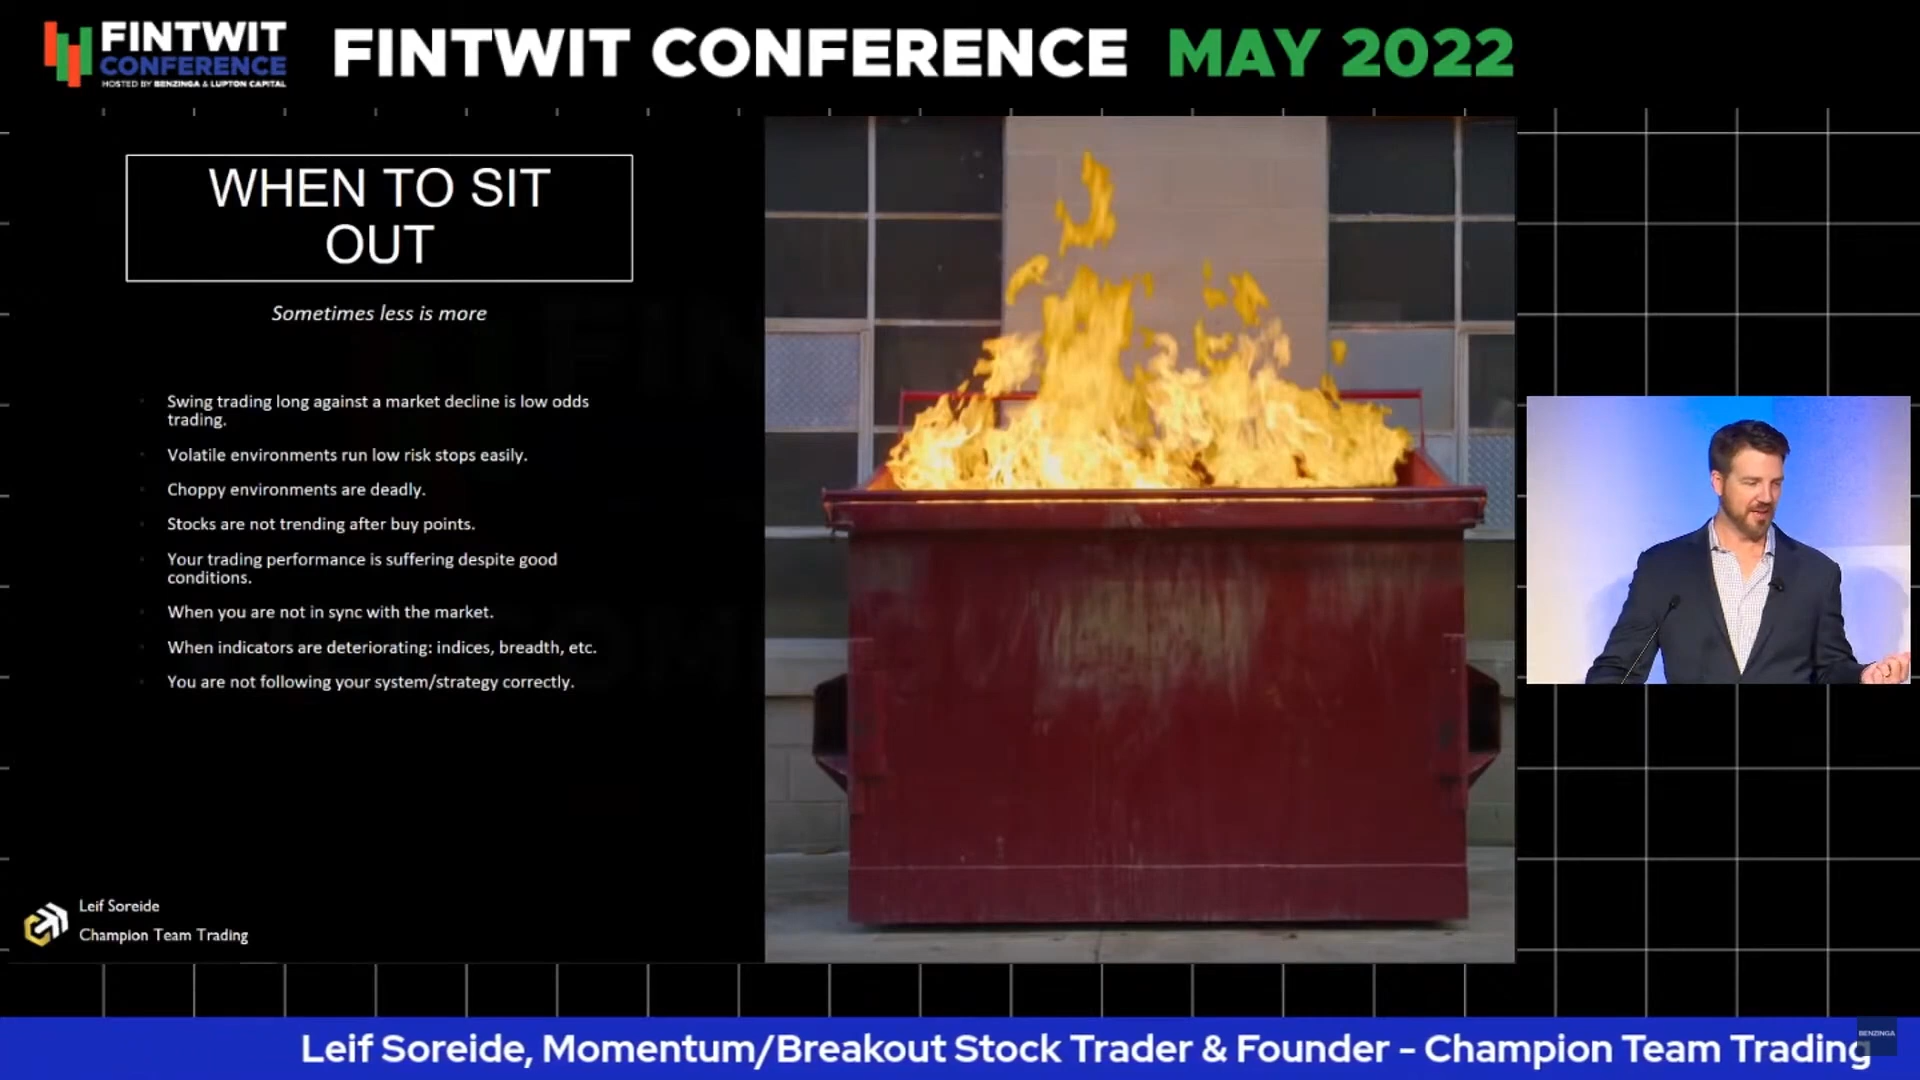 FINTWIT
CONFERENCE
HOSTED BY BENZINGA & LUPTON CAPITAL
FINTWIT CONFERENCE MAY 2022
WHEN TO SIT
OUT
Sometimes less is more
Swing trading long against a market decline is low odds
trading.
Volatile environments run low risk stops easily.
Choppy environments are deadly.
Stocks are not trending after buy points.
Your trading performance is suffering despite good
conditions.
When you are not in sync with the market.
When indicators are deteriorating: indices, breadth, etc.
You are not following your system/strategy correctly.
Leif Soreide
Champion Team Trading
Leif Soreide, Momentum/Breakout Stock Trader & Founder - Champion Team Trading
BENZINGA